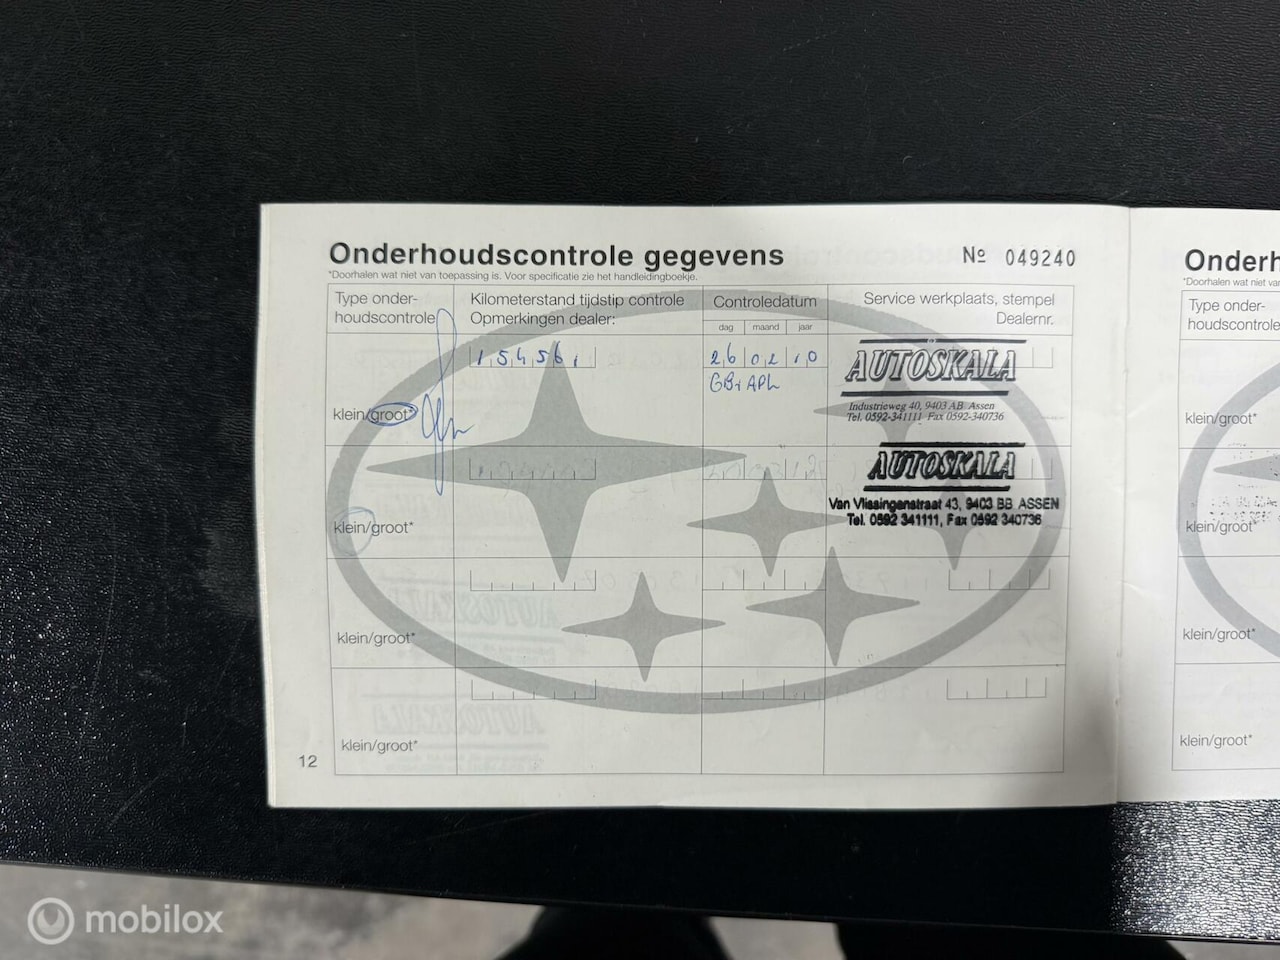 Onderhoudscontrole gegevens
Nº 049240
*Doorhalen wat niet van toepassing is. Voor specificatie zie het handleidingboekje.
Type onder-
houdscontrole
Kilometerstand tijdstip controle
Opmerkingen dealer:
Controledatum
dag maand jaar
Service werkplaats, stempel
Dealernr.
26 02 10
klein/groot*
AUTOSKALA
Industrieweg 40, 9403 AB Assen
Tel. 0592-341111 Fax 0592-340736
klein/groot*
AUTOSKALA
Van Vlissingenstraat 43, 9403 BB ASSEN
Tel. 0592 341111, Fax 0592 340736
klein/groot*
klein/groot*
12
Onderh
*Doorhalen wat niet van
Type onder-
houdscontrole
klein/groot*
klein/groot*
klein/groot*
klein/groot*
mobilox